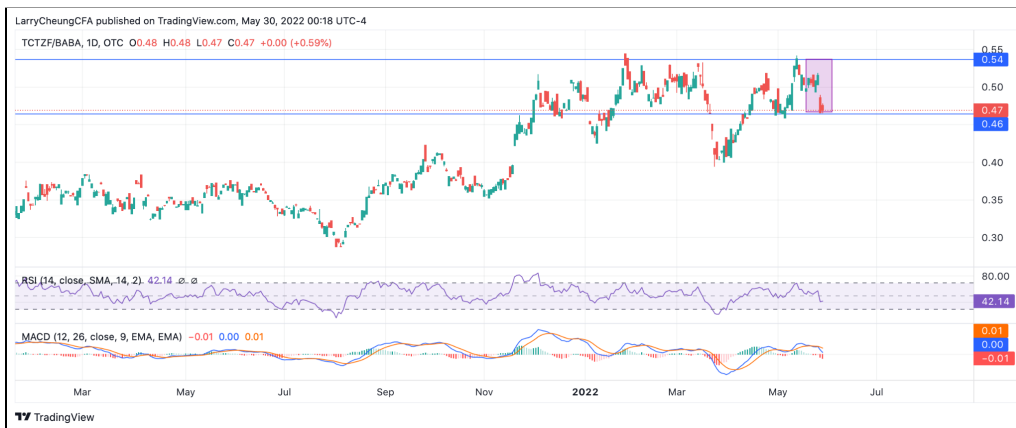 LarryCheungCFA published on TradingView.com, May 30, 2022 00:18 UTC-4
TCTZF/BABA, 1D, OTC O0.48 H0.48 L0.47 C0.47 +0.00 (+0.59%)
0.55
0.54
0.50
0.47
0.46
0.40
0.35
0.30
RSI (14, close, SMA, 14, 2) 42.14 ∅ ∅
80.00
42.14
MACD (12, 26, close, 9, EMA, EMA) −0.01 0.00 0.01
0.01
0.00
−0.01
Mar May Jul Sep Nov 2022 Mar May Jul
TradingView